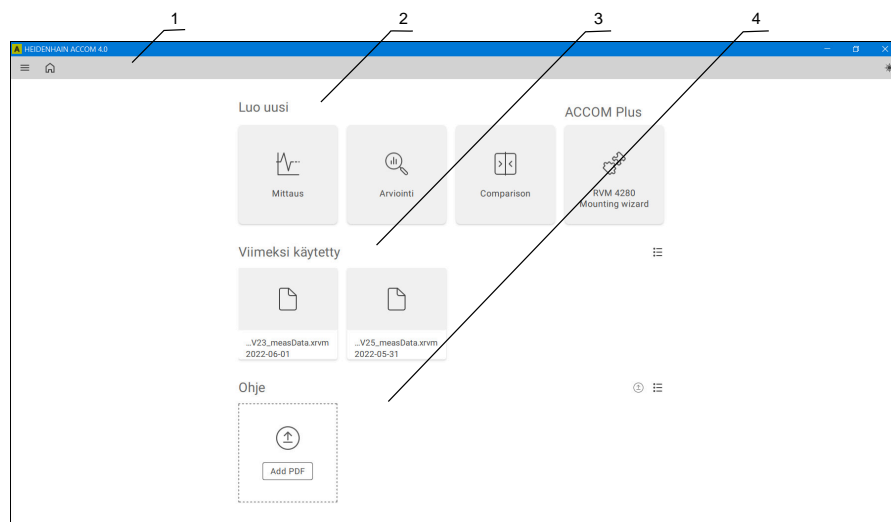 1 2 3 4
HEIDENHAIN ACCOM 4.0
Luo uusi
ACCOM Plus
Mittaus
Arviointi
Comparison
RVM 4280
Mounting wizard
Viimeksi käytetty
...V23_measData.xrvm
2022-06-01
...V25_measData.xrvm
2022-05-31
Ohje
Add PDF